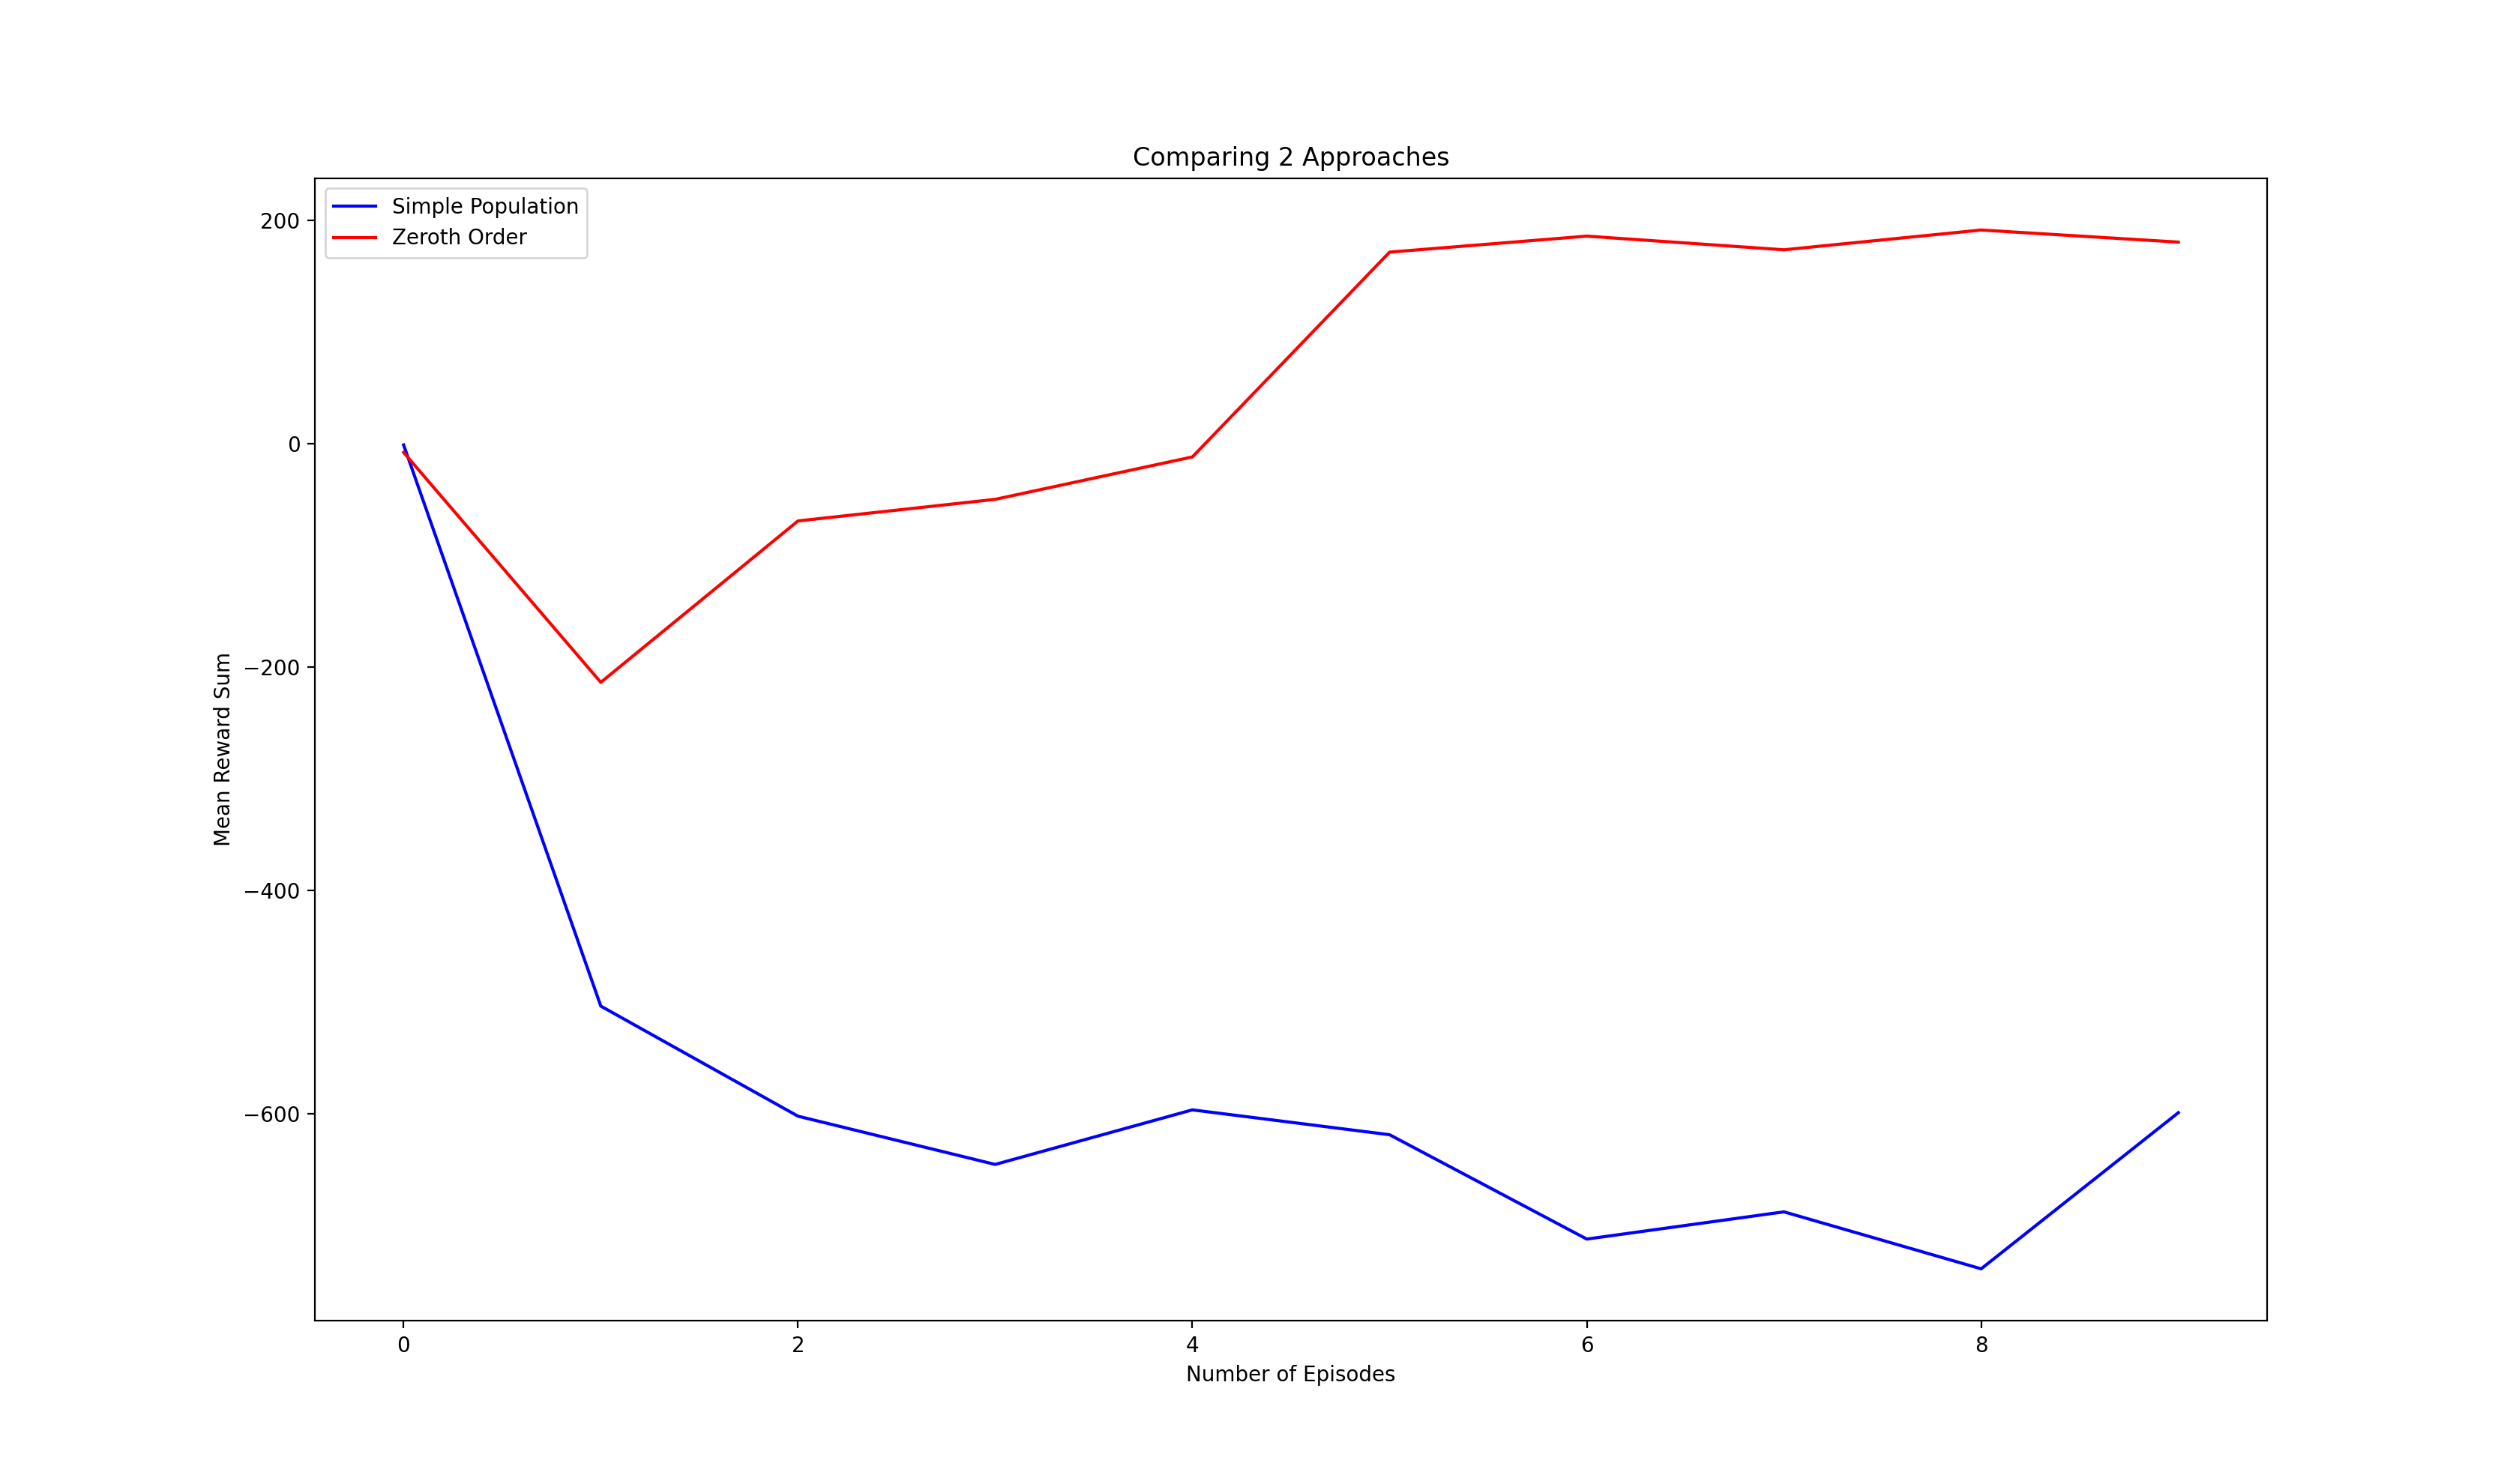 Comparing 2 Approaches
Simple Population
Zeroth Order
200
0
−200
−400
−600
Mean Reward Sum
0 2 4 6 8
Number of Episodes